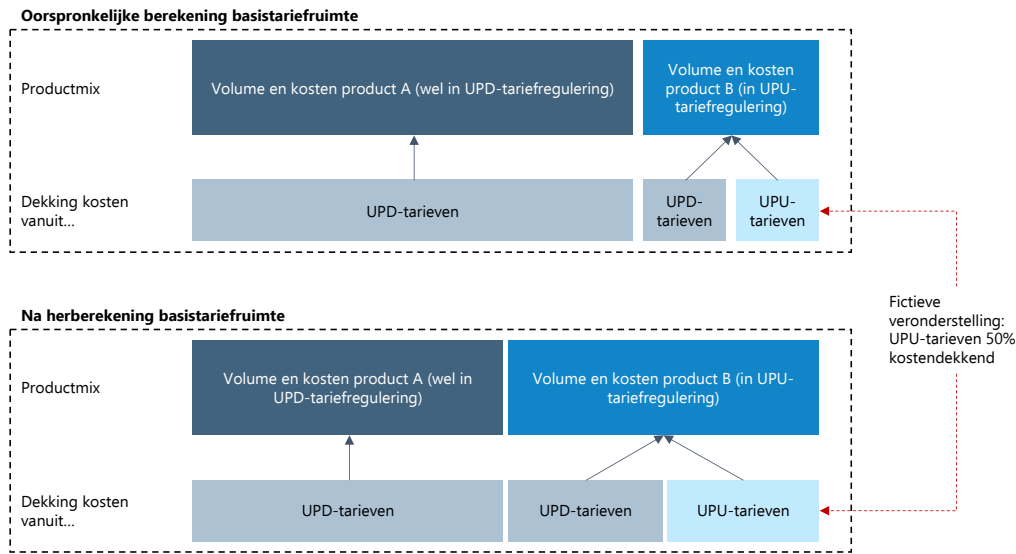 Oorspronkelijke berekening basistariefruimte
Productmix
Volume en kosten product A (wel in UPD-tariefregulering)
Volume en kosten
product B (in UPU-
tariefregulering)
Dekking kosten
vanuit...
UPD-tarieven
UPD-
tarieven
UPU-
tarieven
Fictieve
veronderstelling:
UPU-tarieven 50%
kostendekkend
Na herberekening basistariefruimte
Productmix
Volume en kosten product A (wel in
UPD-tariefregulering)
Volume en kosten product B (in UPU-
tariefregulering)
Dekking kosten
vanuit...
UPD-tarieven
UPD-tarieven
UPU-tarieven